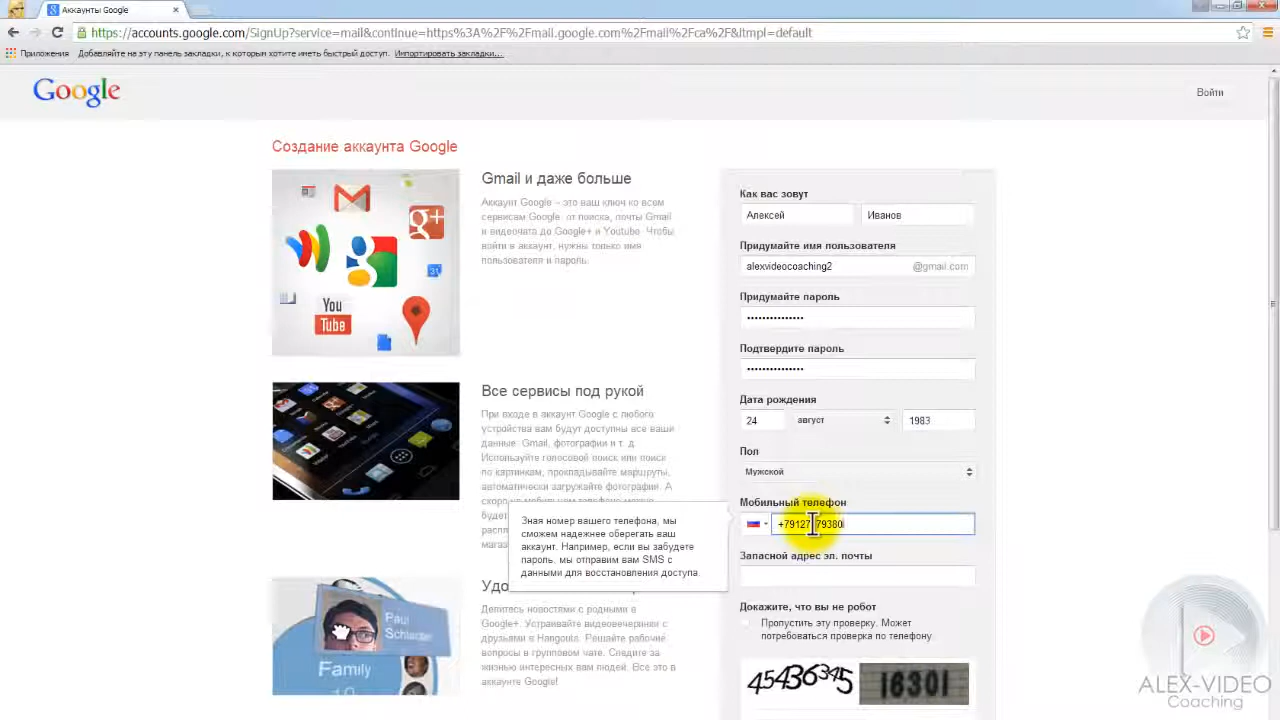 Аккаунты Google
https://accounts.google.com/SignUp?service=mail&continue=https%3A%2F%2Fmail.google.com%2Fmail%2Fca%2F&ltmpl=default
Приложения Добавляйте на эту панель закладки, к которым хотите иметь быстрый доступ. Импортировать закладки...
Google
Войти
Создание аккаунта Google
Gmail и даже больше
Аккаунт Google – это ваш ключ ко всем
сервисам Google: от поиска, почты Gmail
и видеочата до Google+ и Youtube. Чтобы
войти в аккаунт, нужны только имя
пользователя и пароль.
You
Tube
31
Все сервисы под рукой
При входе в аккаунт Google с любого
устройства вам будут доступны все ваши
данные: Gmail, фотографии и т. д.
Используйте голосовой поиск или поиск
по картинкам, прокладывайте маршруты,
автоматически загружайте фотографии. А
скоро
будет
магаз
Удо
Делитесь новостями с родными в
Google+. Устраивайте видеовечеринки с
друзьями в Hangouts. Решайте рабочие
вопросы в групповом чате. Следите за
жизнью интересных вам людей. Все это в
аккаунте Google!
Paul
Family
Как вас зовут
Алексей Иванов
Придумайте имя пользователя
alexvideocoaching2 @gmail.com
Придумайте пароль
•••••••••••••••
Подтвердите пароль
•••••••••••••••
Дата рождения
24 август 1983
Пол
Мужской
Мобильный телефон
+79127 79380
Зная номер вашего телефона, мы
сможем надежнее оберегать ваш
аккаунт. Например, если вы забудете
пароль, мы отправим вам SMS с
данными для восстановления доступа.
Запасной адрес эл. почты
Докажите, что вы не робот
Пропустить эту проверку. Может
потребоваться проверка по телефону
45436345 16301
ALEX-VIDEO
Coaching